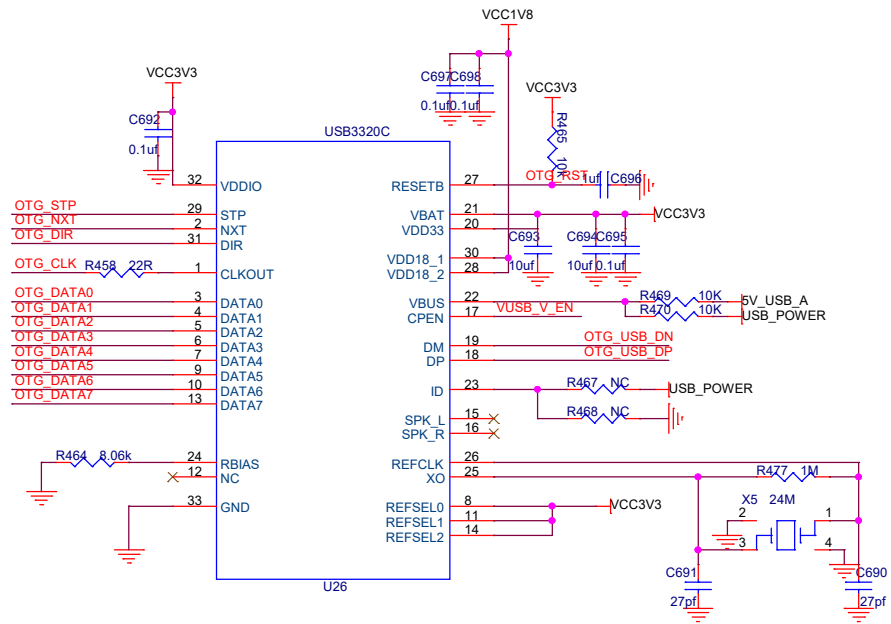 VCC1V8
VCC3V3
C697 C698
VCC3V3
0.1uf 0.1uf
C692
R465
0.1uf
USB3320C
10K
OTG_RST
1uf
C696
32 VDDIO
RESETB 27
OTG_STP 29 STP
VBAT 21
VCC3V3
OTG_NXT 2 NXT
VDD33 20
OTG_DIR 31 DIR
C693
C694 C695
VDD18_1 30
10uf
10uf 0.1uf
OTG_CLK R458 22R 1 CLKOUT
VDD18_2 28
OTG_DATA0 3 DATA0
VBUS 22
R469 10K 5V_USB_A
OTG_DATA1 4 DATA1
CPEN 17
VUSB_V_EN
R470 10K USB_POWER
OTG_DATA2 5 DATA2
OTG_DATA3 6 DATA3
DM 19
OTG_USB_DN
OTG_DATA4 7 DATA4
DP 18
OTG_USB_DP
OTG_DATA5 9 DATA5
OTG_DATA6 10 DATA6
ID 23
R467 NC USB_POWER
OTG_DATA7 13 DATA7
SPK_L 15
R468 NC
SPK_R 16
R464 8.06k 24 RBIAS
REFCLK 26
12 NC
XO 25
R477 1M
33 GND
REFSEL0 8
VCC3V3
X5 24M
REFSEL1 11
2
1
REFSEL2 14
3
4
C691
C690
U26
27pf
27pf